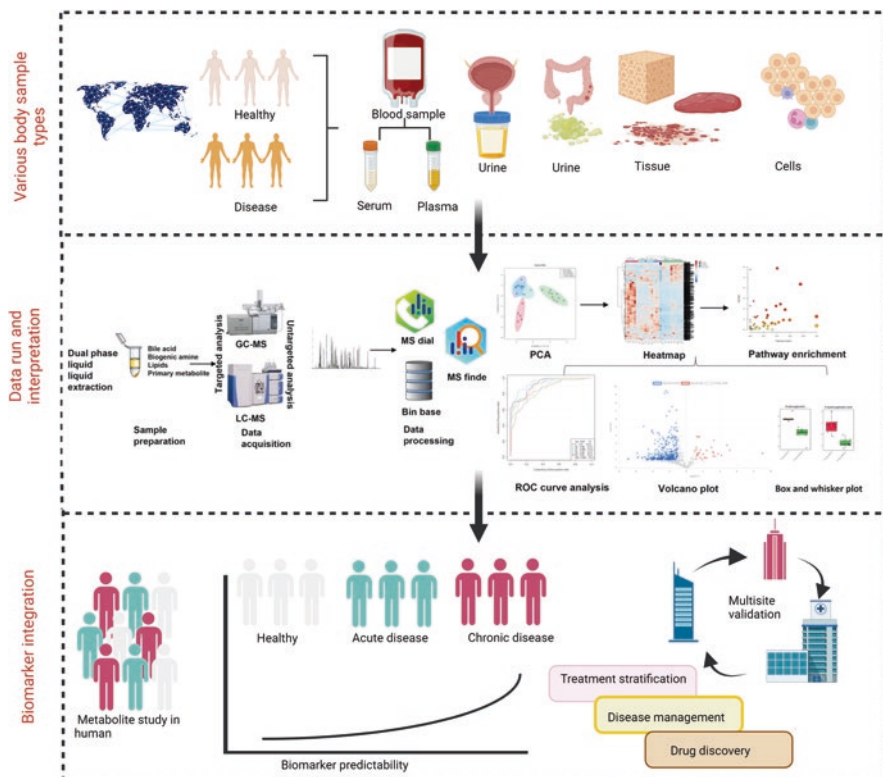 Various body sample
types
Healthy
Disease
Blood sample
Serum
Plasma
Urine
Urine
Tissue
Cells
Data run and
interpretation
Dual phase
liquid
liquid
extraction
Bile acid
Biogenic amine
Lipids
Primary metabolite
Sample
preparation
Targeted analysis
GC-MS
LC-MS
Untargeted analysis
Data
acquisition
MS dial
MS finde
Bin base
Data
processing
PCA
Heatmap
Pathway enrichment
ROC curve analysis
Volcano plot
Box and whisker plot
Biomarker integration
Metabolite study in
human
Healthy
Acute disease
Chronic disease
Biomarker predictability
Multisite
validation
Treatment stratification
Disease management
Drug discovery